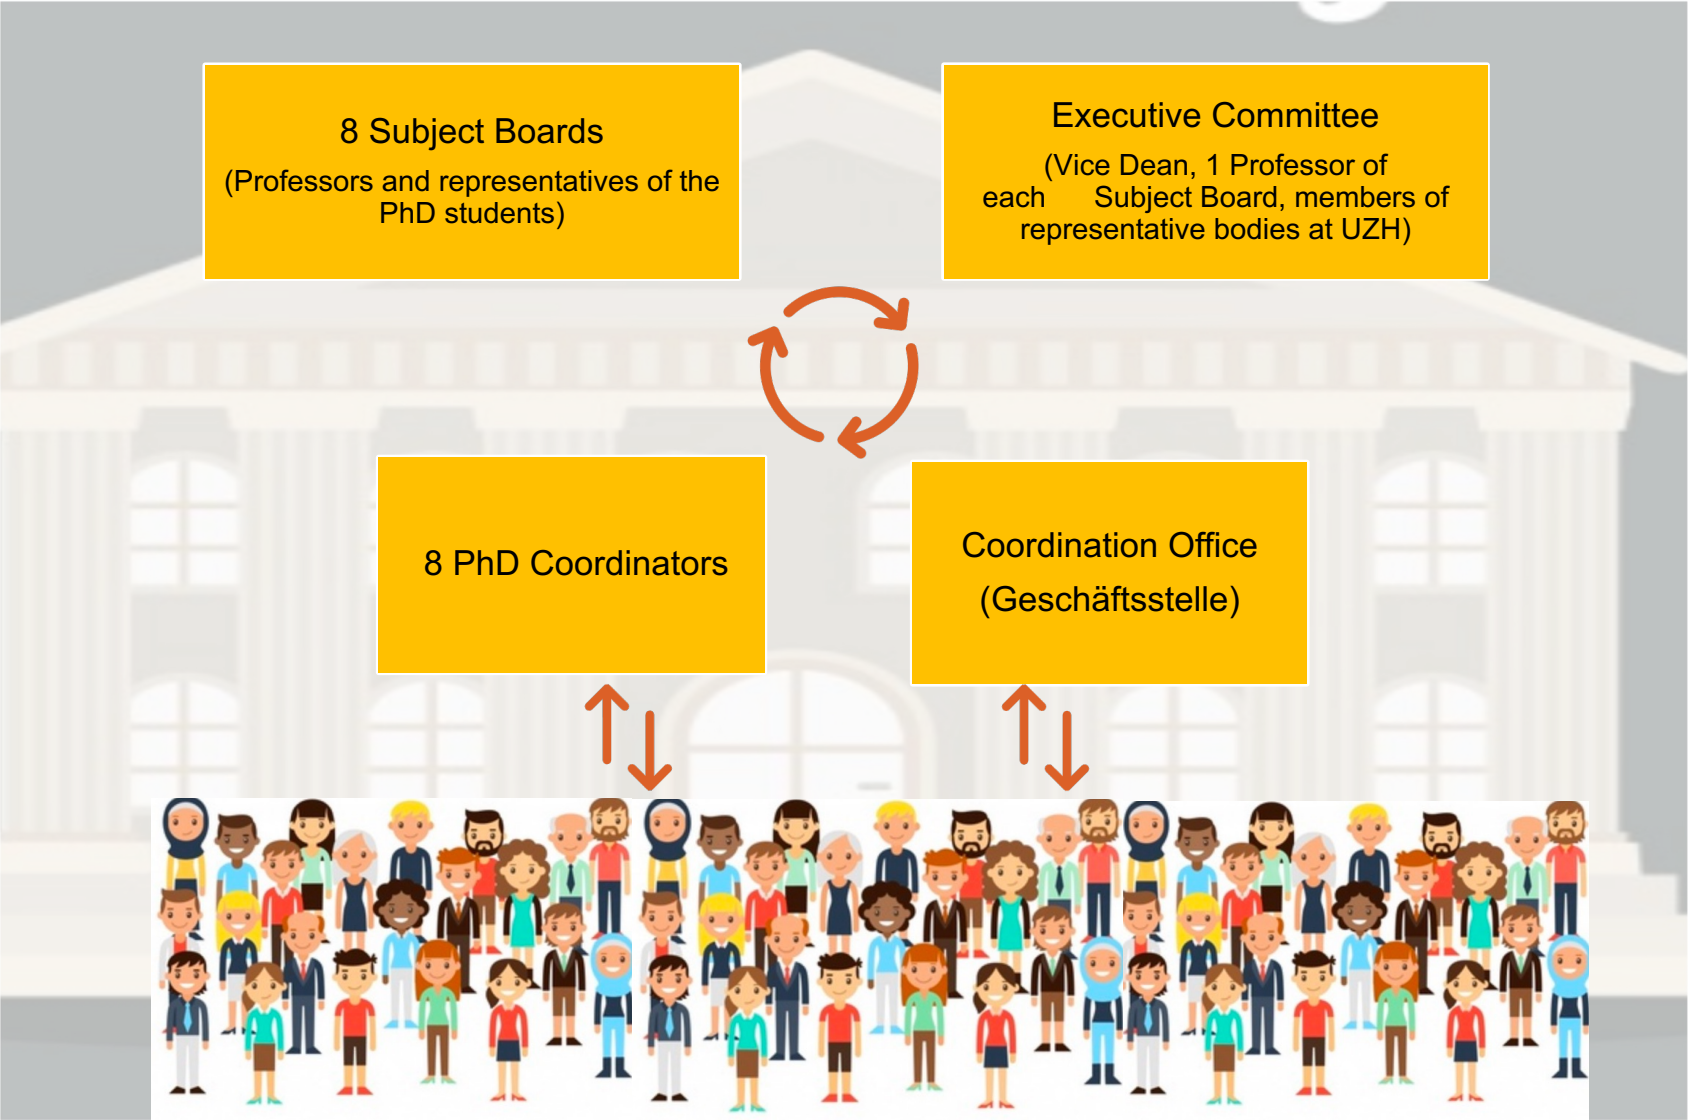 8 Subject Boards
(Professors and representatives of the
PhD students)
Executive Committee
(Vice Dean, 1 Professor of
each Subject Board, members of
representative bodies at UZH)
8 PhD Coordinators
Coordination Office
(Geschäftsstelle)